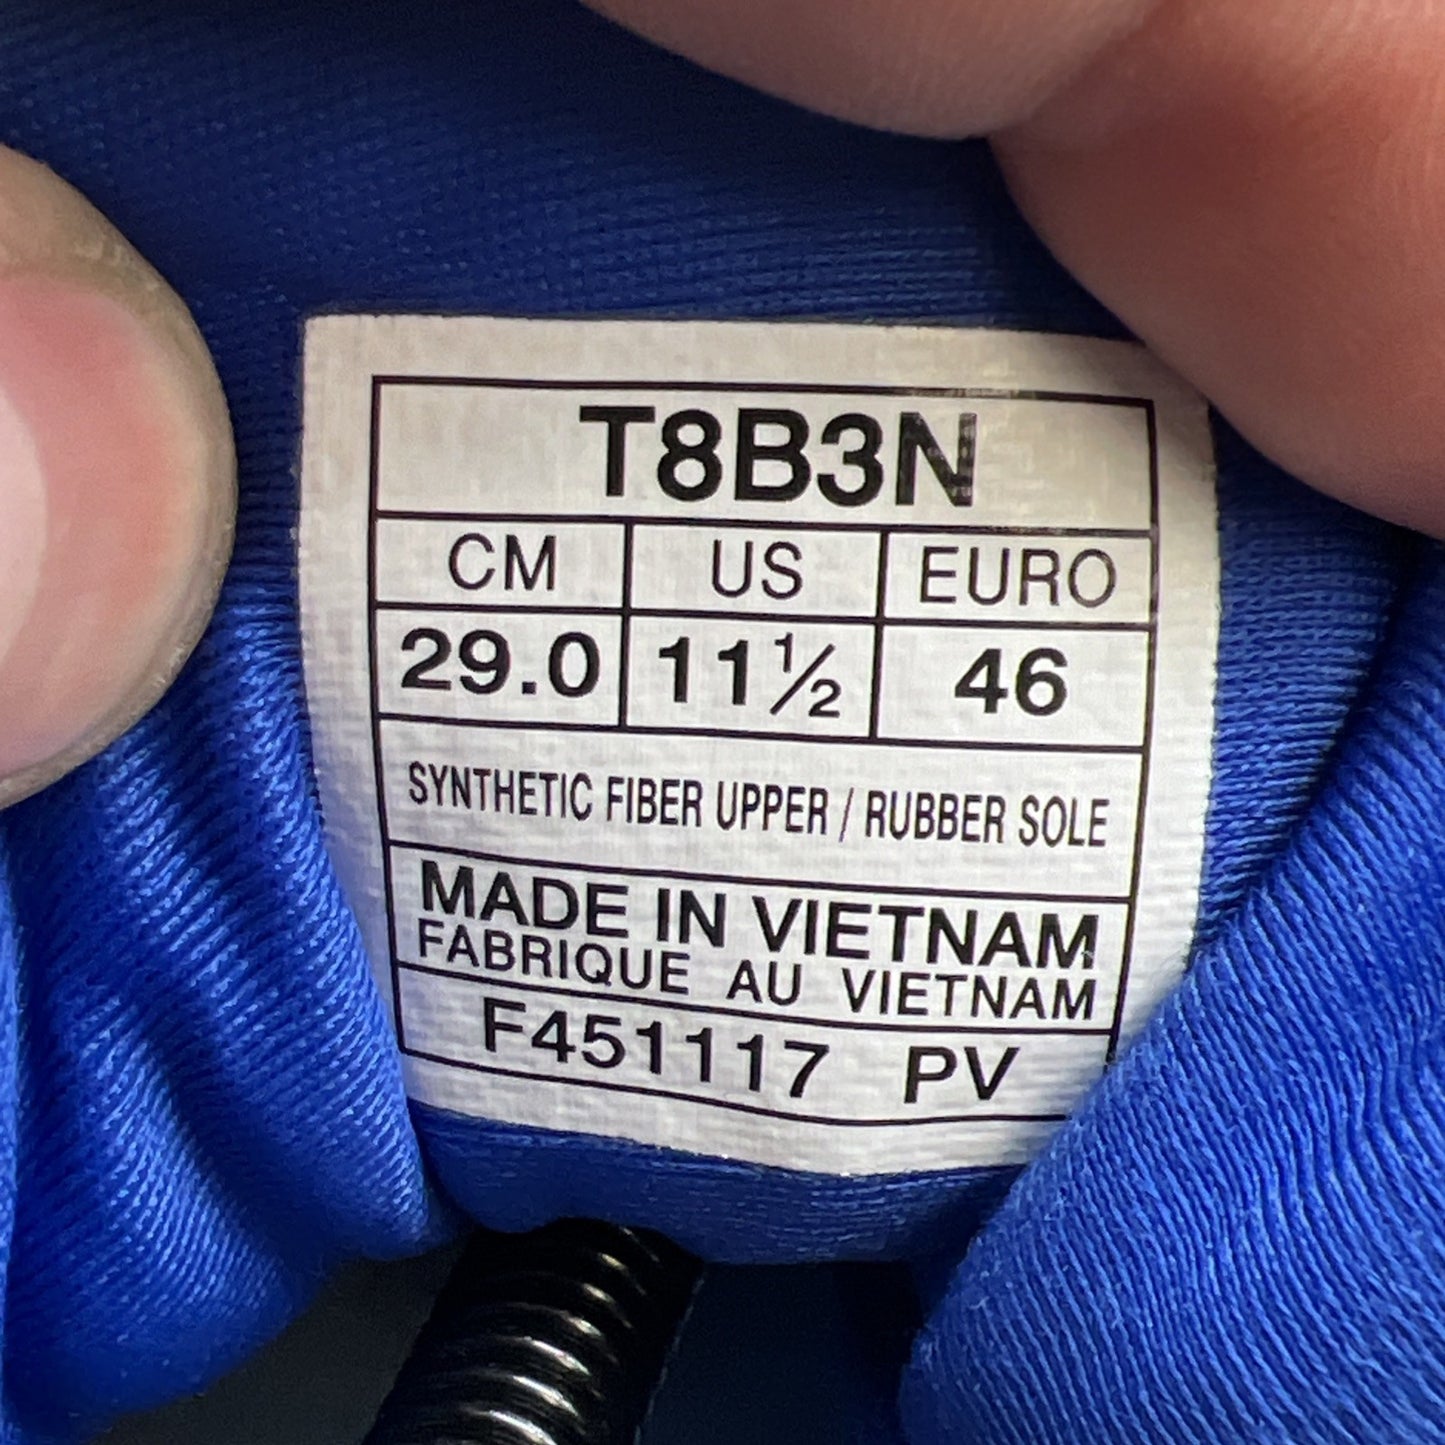 T8B3N
CM US EURO
29.0 11½ 46
SYNTHETIC FIBER UPPER / RUBBER SOLE
MADE IN VIETNAM
FABRIQUE AU VIETNAM
F451117 PV